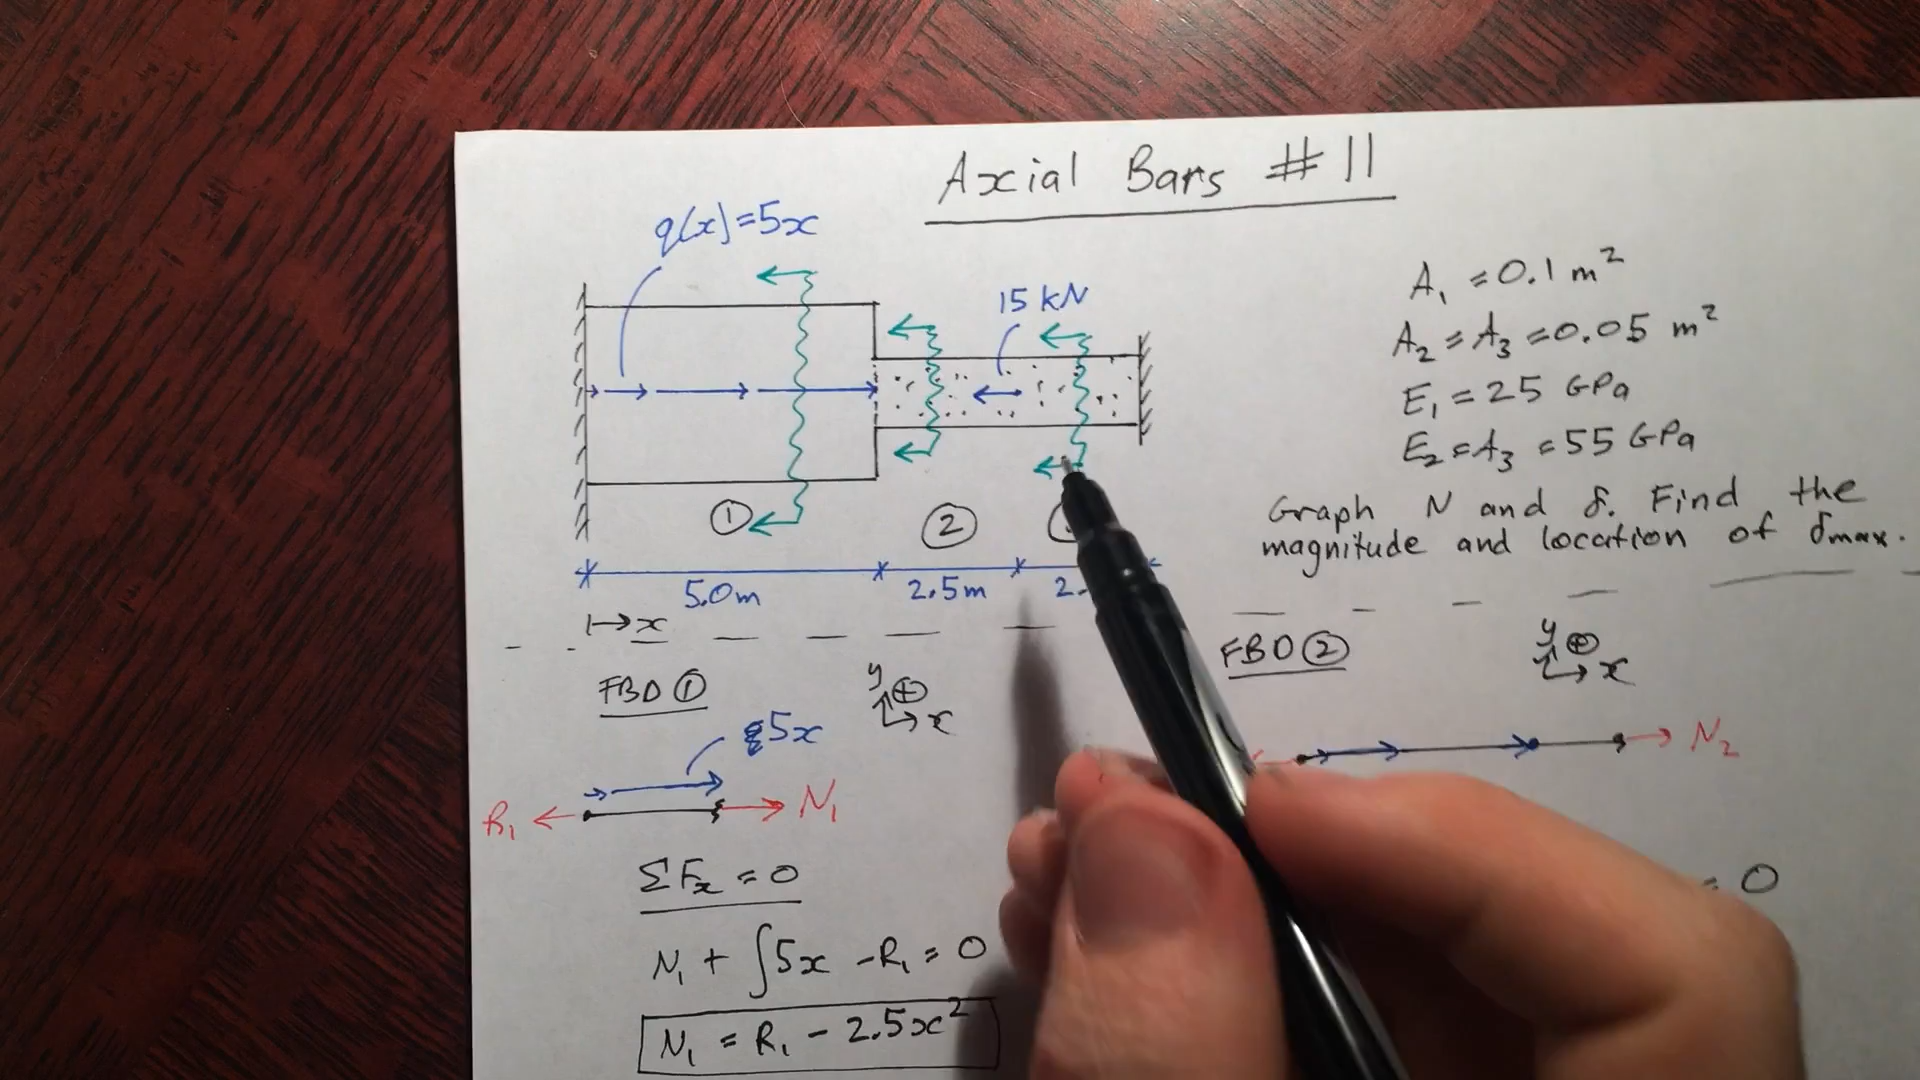 Axial Bars #11
q(x)=5x
15 kN
A₁ = 0.1 m²
A₂ = A₃ = 0.05 m²
E₁ = 25 GPa
E₂ = A₃ = 55 GPa
Graph N and δ. Find the
magnitude and location of δmax.
① ②
5.0m 2.5m 2.
x
FBD ①
y ⊕
x
5x
R₁ N₁
ΣFx = 0
N₁ + ∫5x - R₁ = 0
N₁ = R₁ - 2.5x²
FBD ②
y ⊕
x
N₂
= 0